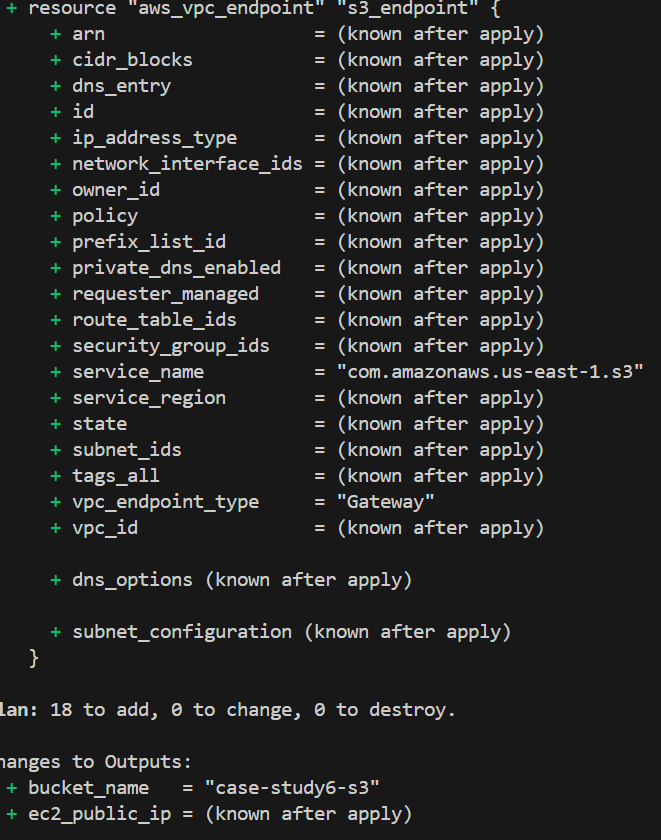 + resource "aws_vpc_endpoint" "s3_endpoint" {
+ arn = (known after apply)
+ cidr_blocks = (known after apply)
+ dns_entry = (known after apply)
+ id = (known after apply)
+ ip_address_type = (known after apply)
+ network_interface_ids = (known after apply)
+ owner_id = (known after apply)
+ policy = (known after apply)
+ prefix_list_id = (known after apply)
+ private_dns_enabled = (known after apply)
+ requester_managed = (known after apply)
+ route_table_ids = (known after apply)
+ security_group_ids = (known after apply)
+ service_name = "com.amazonaws.us-east-1.s3"
+ service_region = (known after apply)
+ state = (known after apply)
+ subnet_ids = (known after apply)
+ tags_all = (known after apply)
+ vpc_endpoint_type = "Gateway"
+ vpc_id = (known after apply)
+ dns_options (known after apply)
+ subnet_configuration (known after apply)
}
lan: 18 to add, 0 to change, 0 to destroy.
hanges to Outputs:
+ bucket_name = "case-study6-s3"
+ ec2_public_ip = (known after apply)